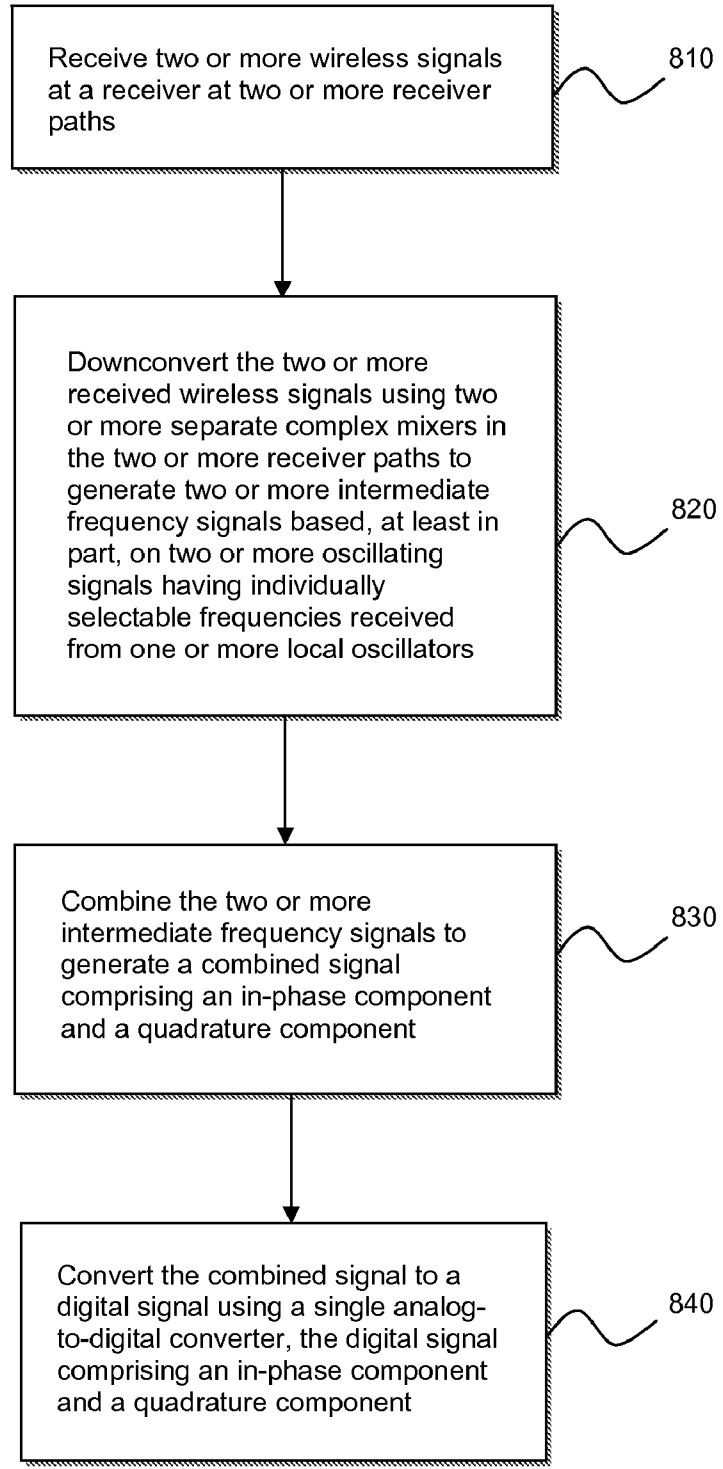 Receive two or more wireless signals
at a receiver at two or more receiver
paths
810
Downconvert the two or more
received wireless signals using two
or more separate complex mixers in
the two or more receiver paths to
generate two or more intermediate
frequency signals based, at least in
part, on two or more oscillating
signals having individually
selectable frequencies received
from one or more local oscillators
820
Combine the two or more
intermediate frequency signals to
generate a combined signal
comprising an in-phase component
and a quadrature component
830
Convert the combined signal to a
digital signal using a single analog-
to-digital converter, the digital signal
comprising an in-phase component
and a quadrature component
840